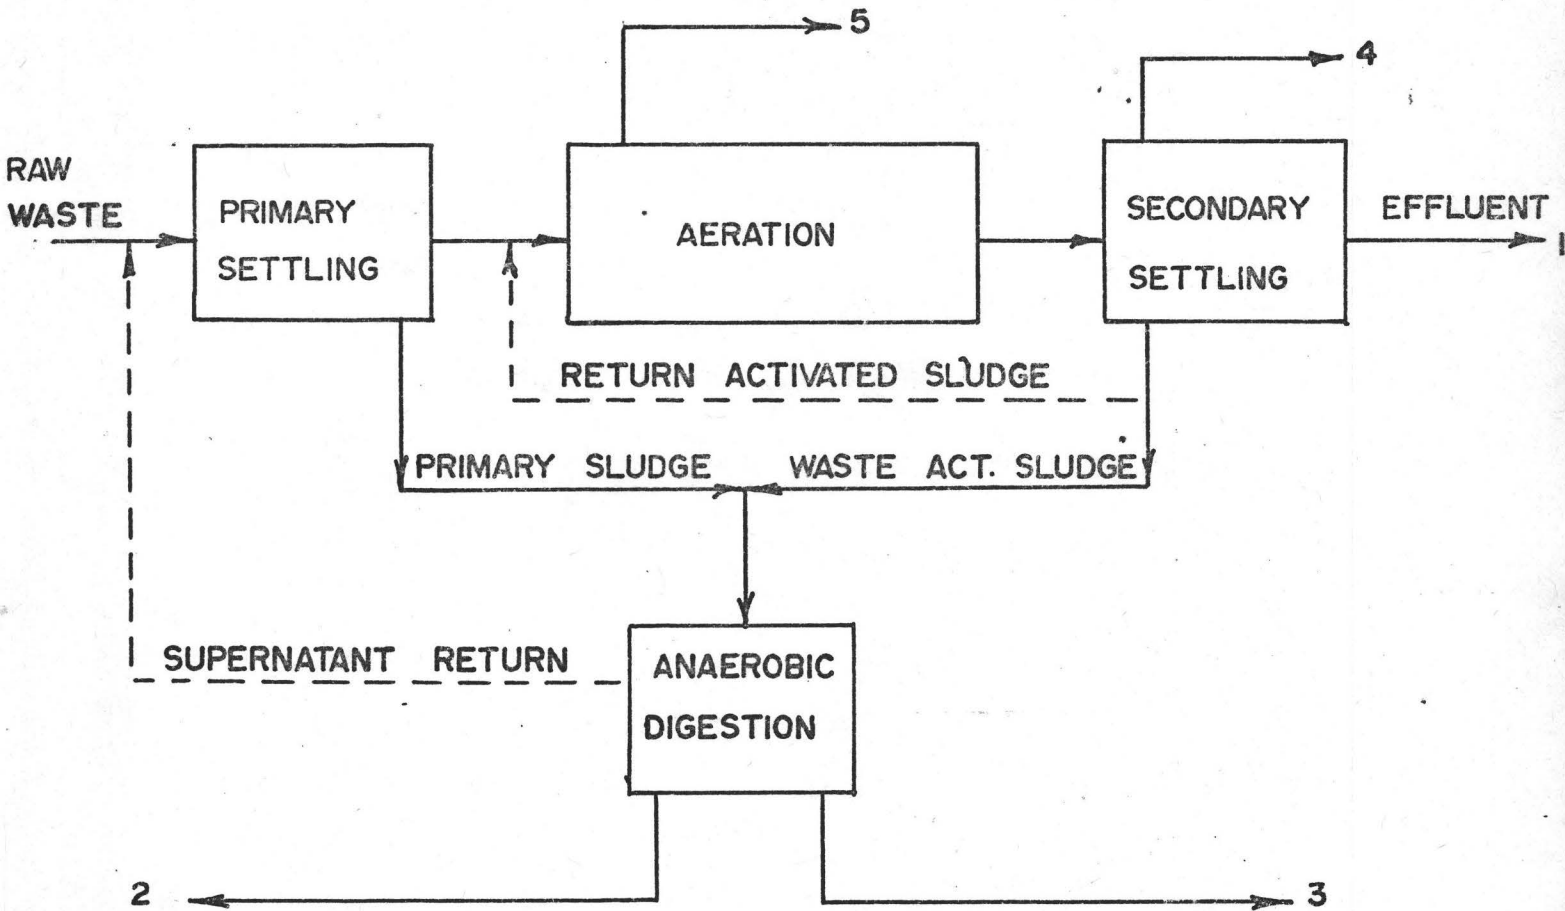 5
4
RAW
WASTE
PRIMARY
SETTLING
AERATION
SECONDARY
SETTLING
EFFLUENT
1
RETURN ACTIVATED SLUDGE
PRIMARY SLUDGE
WASTE ACT. SLUDGE
SUPERNATANT RETURN
ANAEROBIC
DIGESTION
2
3